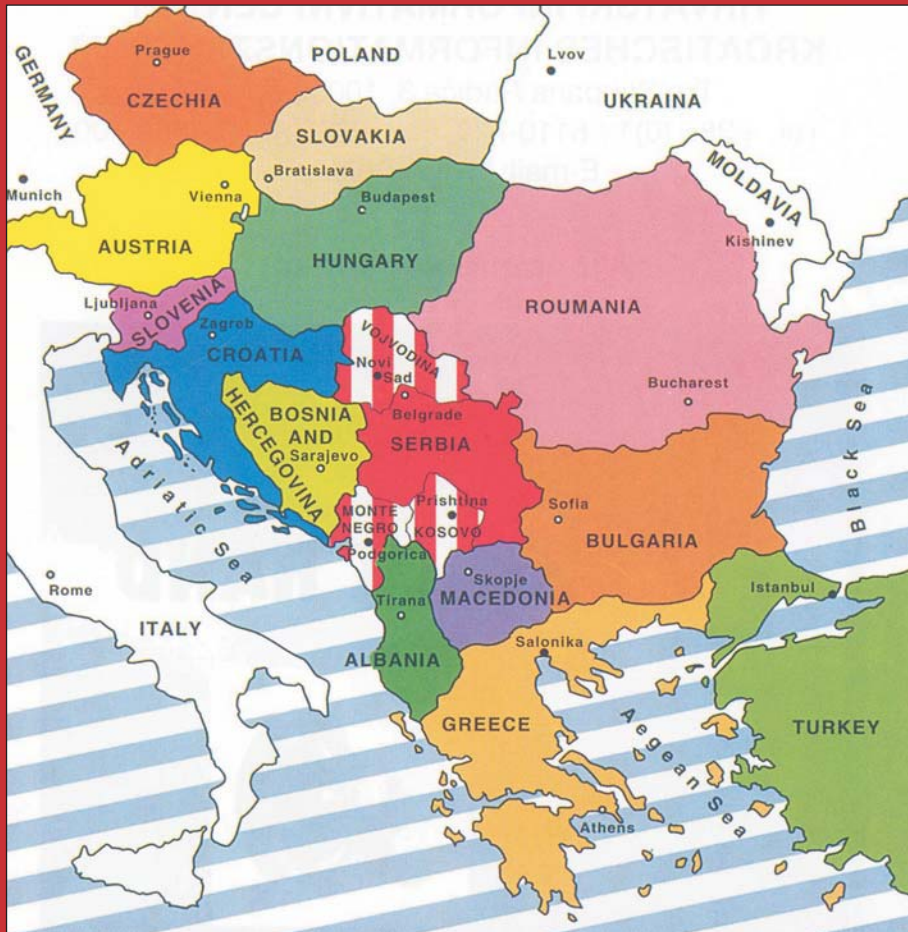 KROATISCHES
E-mail:
GERMANY
POLAND
Lvov
Prague
CZECHIA
UKRAINA
SLOVAKIA
MOLDAVIA
Munich
Vienna
Bratislava
Budapest
Kishinev
AUSTRIA
HUNGARY
Ljubljana
SLOVENIA
ROUMANIA
Zagreb
CROATIA
VOJVODINA
Novi
Sad
Bucharest
Belgrade
BOSNIA
AND
HERCEGOVINA
Sarajevo
SERBIA
Black Sea
Adriatic Sea
MONTE
NEGRO
Podgorica
Prishtina
KOSOVO
Sofia
BULGARIA
Rome
ITALY
Skopje
MACEDONIA
Istanbul
Tirana
ALBANIA
Salonika
GREECE
Aegean Sea
TURKEY
Athens